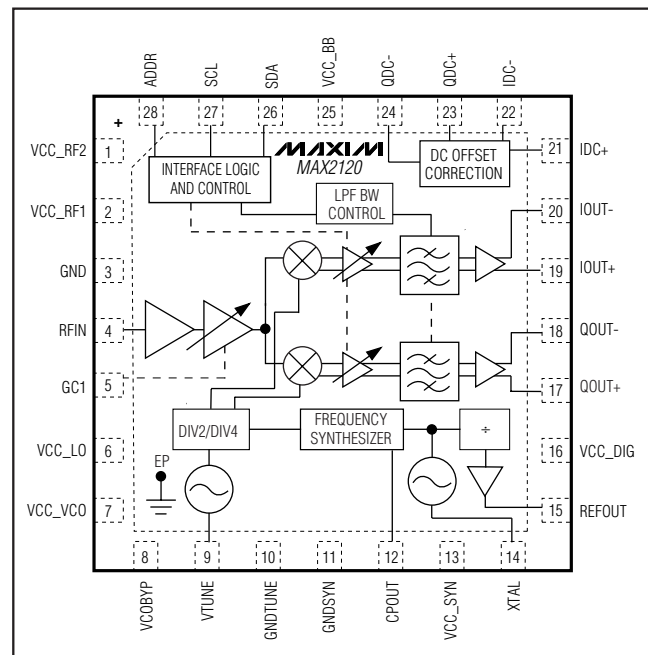 ADDR
SCL
SDA
VCC_BB
QDC-
QDC+
IDC-
28
27
26
25
24
23
22
+
VCC_RF2
1
VCC_RF1
2
GND
3
RFIN
4
GC1
5
VCC_LO
6
VCC_VCO
7
MAXIM
MAX2120
INTERFACE LOGIC
AND CONTROL
LPF BW
CONTROL
DC OFFSET
CORRECTION
DIV2/DIV4
FREQUENCY
SYNTHESIZER
÷
EP
21
IDC+
20
IOUT-
19
IOUT+
18
QOUT-
17
QOUT+
16
VCC_DIG
15
REFOUT
8
9
10
11
12
13
14
VCOBYP
VTUNE
GNDTUNE
GNDSYN
CPOUT
VCC_SYN
XTAL